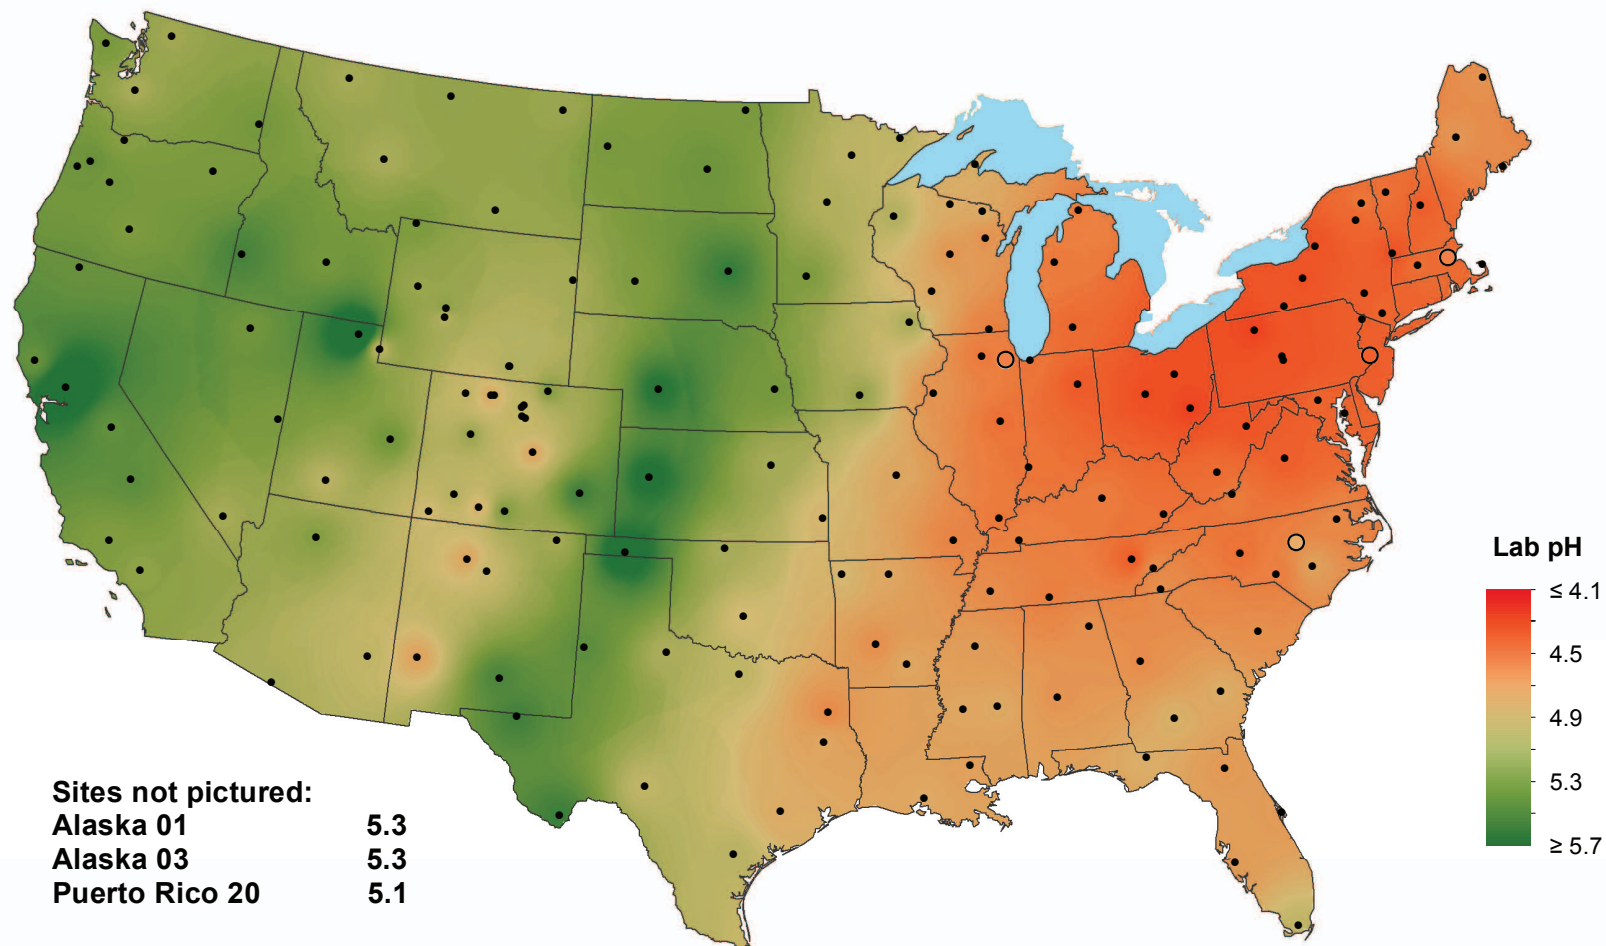 Lab pH
≤ 4.1
4.5
4.9
5.3
≥ 5.7
Sites not pictured:
Alaska 01 5.3
Alaska 03 5.3
Puerto Rico 20 5.1